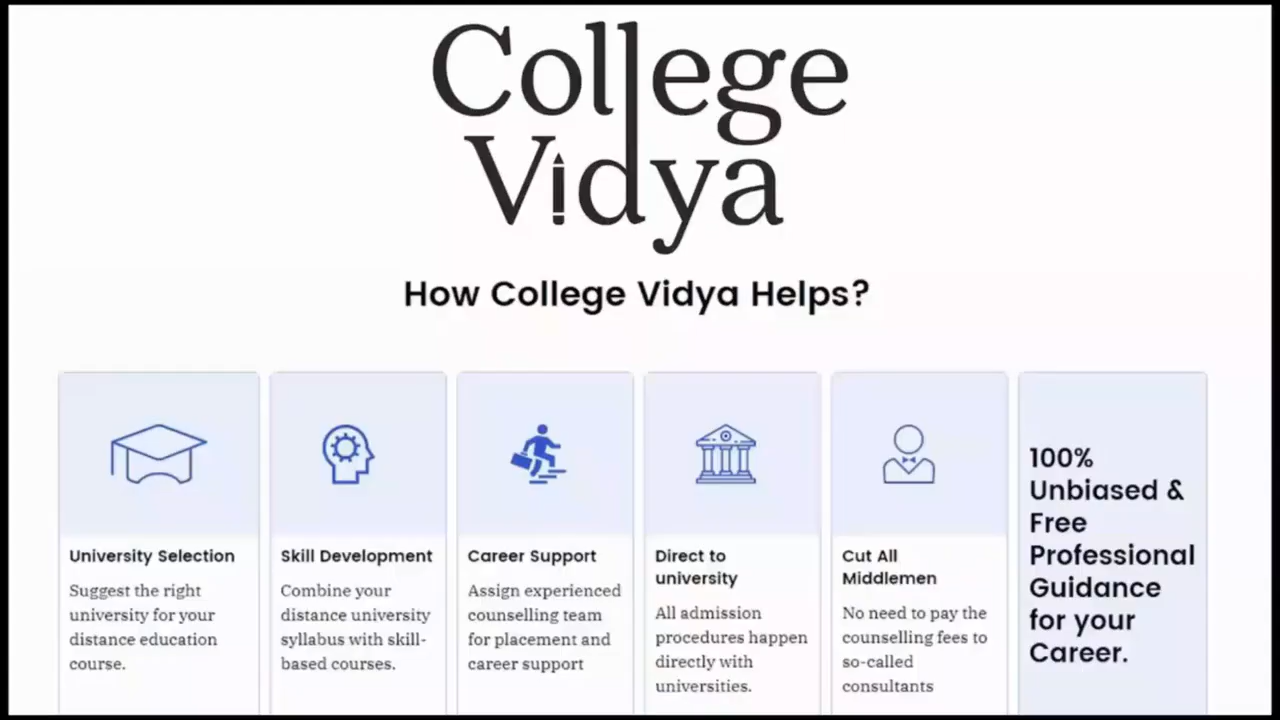 College
Vidya
How College Vidya Helps?
University Selection
Suggest the right
university for your
distance education
course.
Skill Development
Combine your
distance university
syllabus with skill-
based courses.
Career Support
Assign experienced
counselling team
for placement and
career support
Direct to
university
All admission
procedures happen
directly with
universities.
Cut All
Middlemen
No need to pay the
counselling fees to
so-called
consultants
100%
Unbiased &
Free
Professional
Guidance
for your
Career.